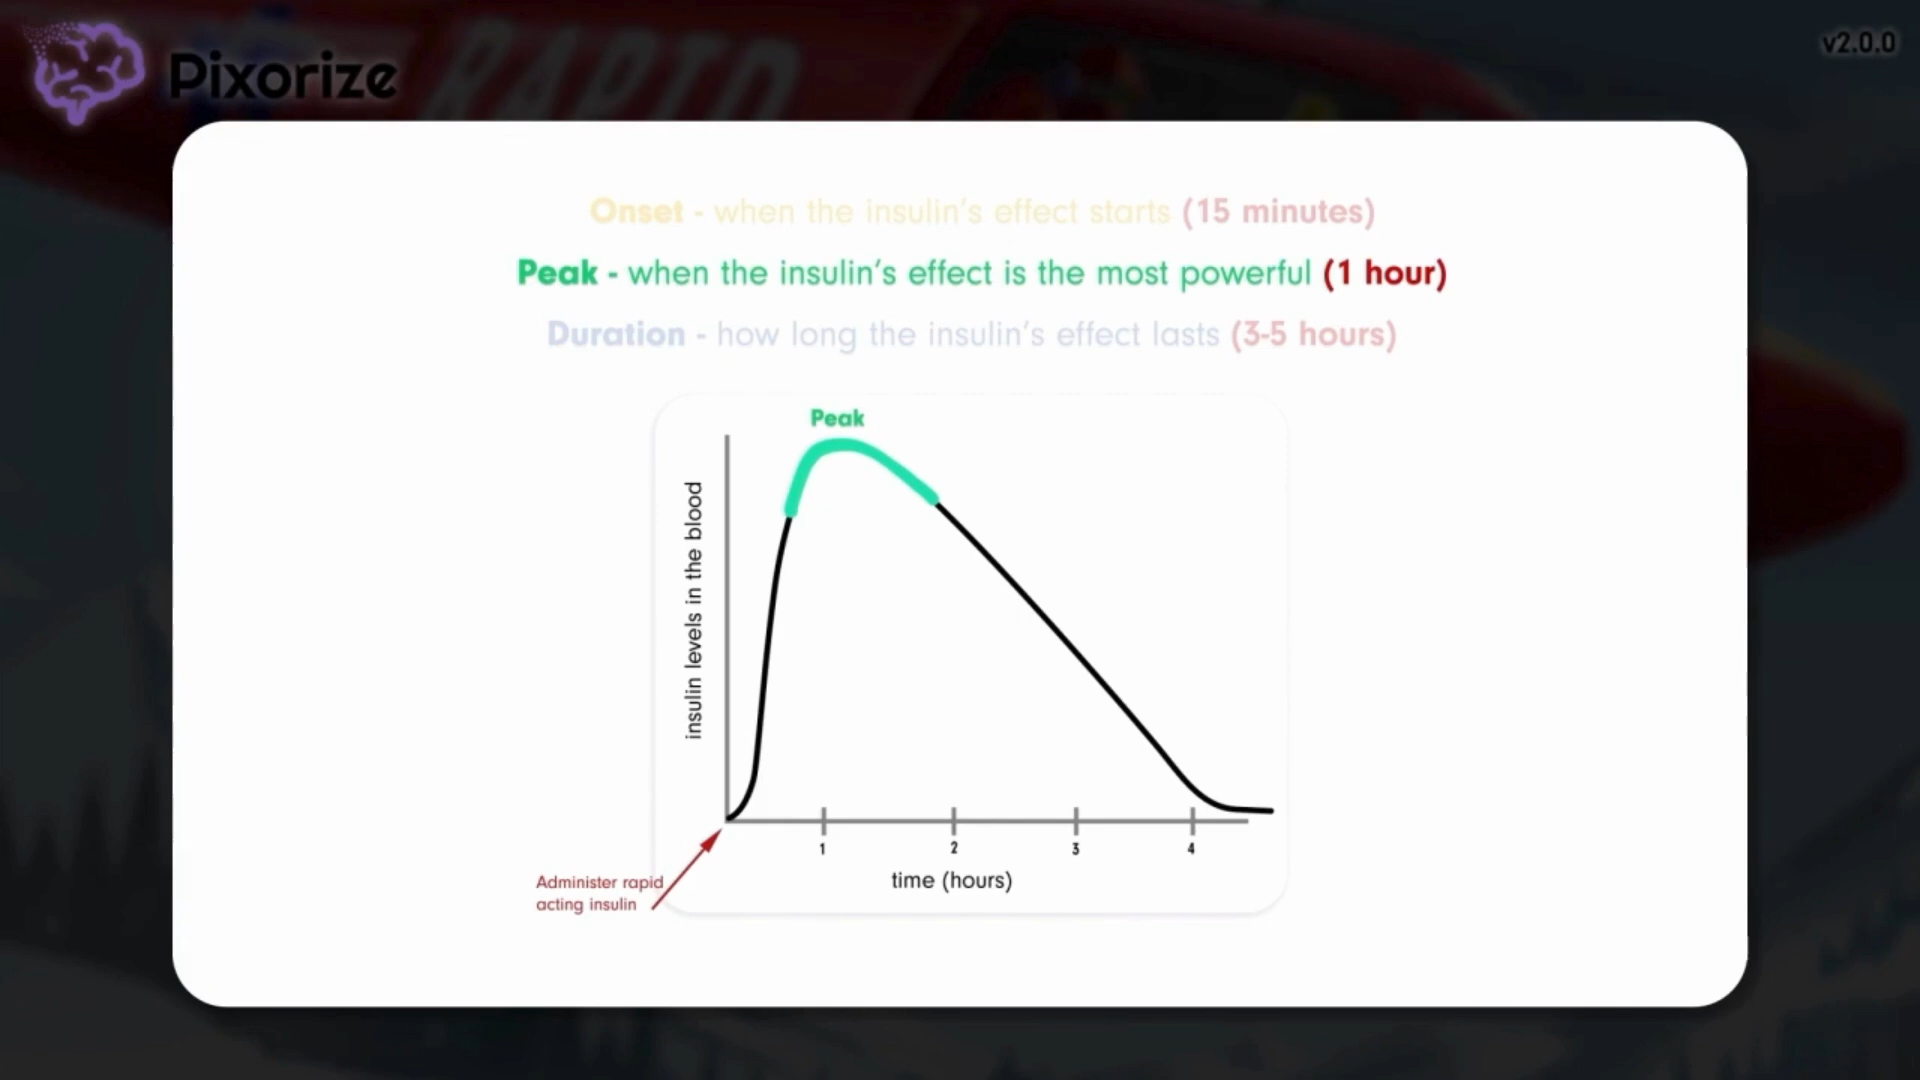 RAPID
Pixorize
v2.0.0
Onset - when the insulin's effect starts (15 minutes)
Peak - when the insulin's effect is the most powerful (1 hour)
Duration - how long the insulin's effect lasts (3-5 hours)
Peak
insulin levels in the blood
1 2 3 4
time (hours)
Administer rapid
acting insulin